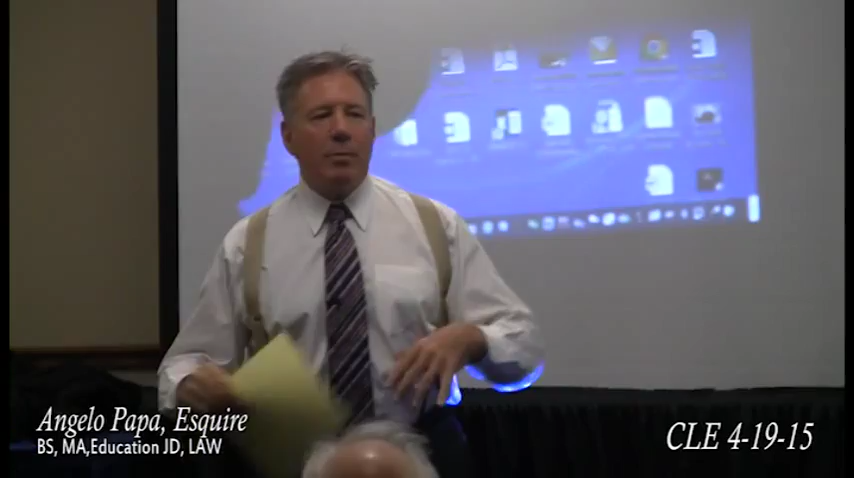 Angelo Papa, Esquire
BS, MA,Education JD, LAW
CLE 4-19-15